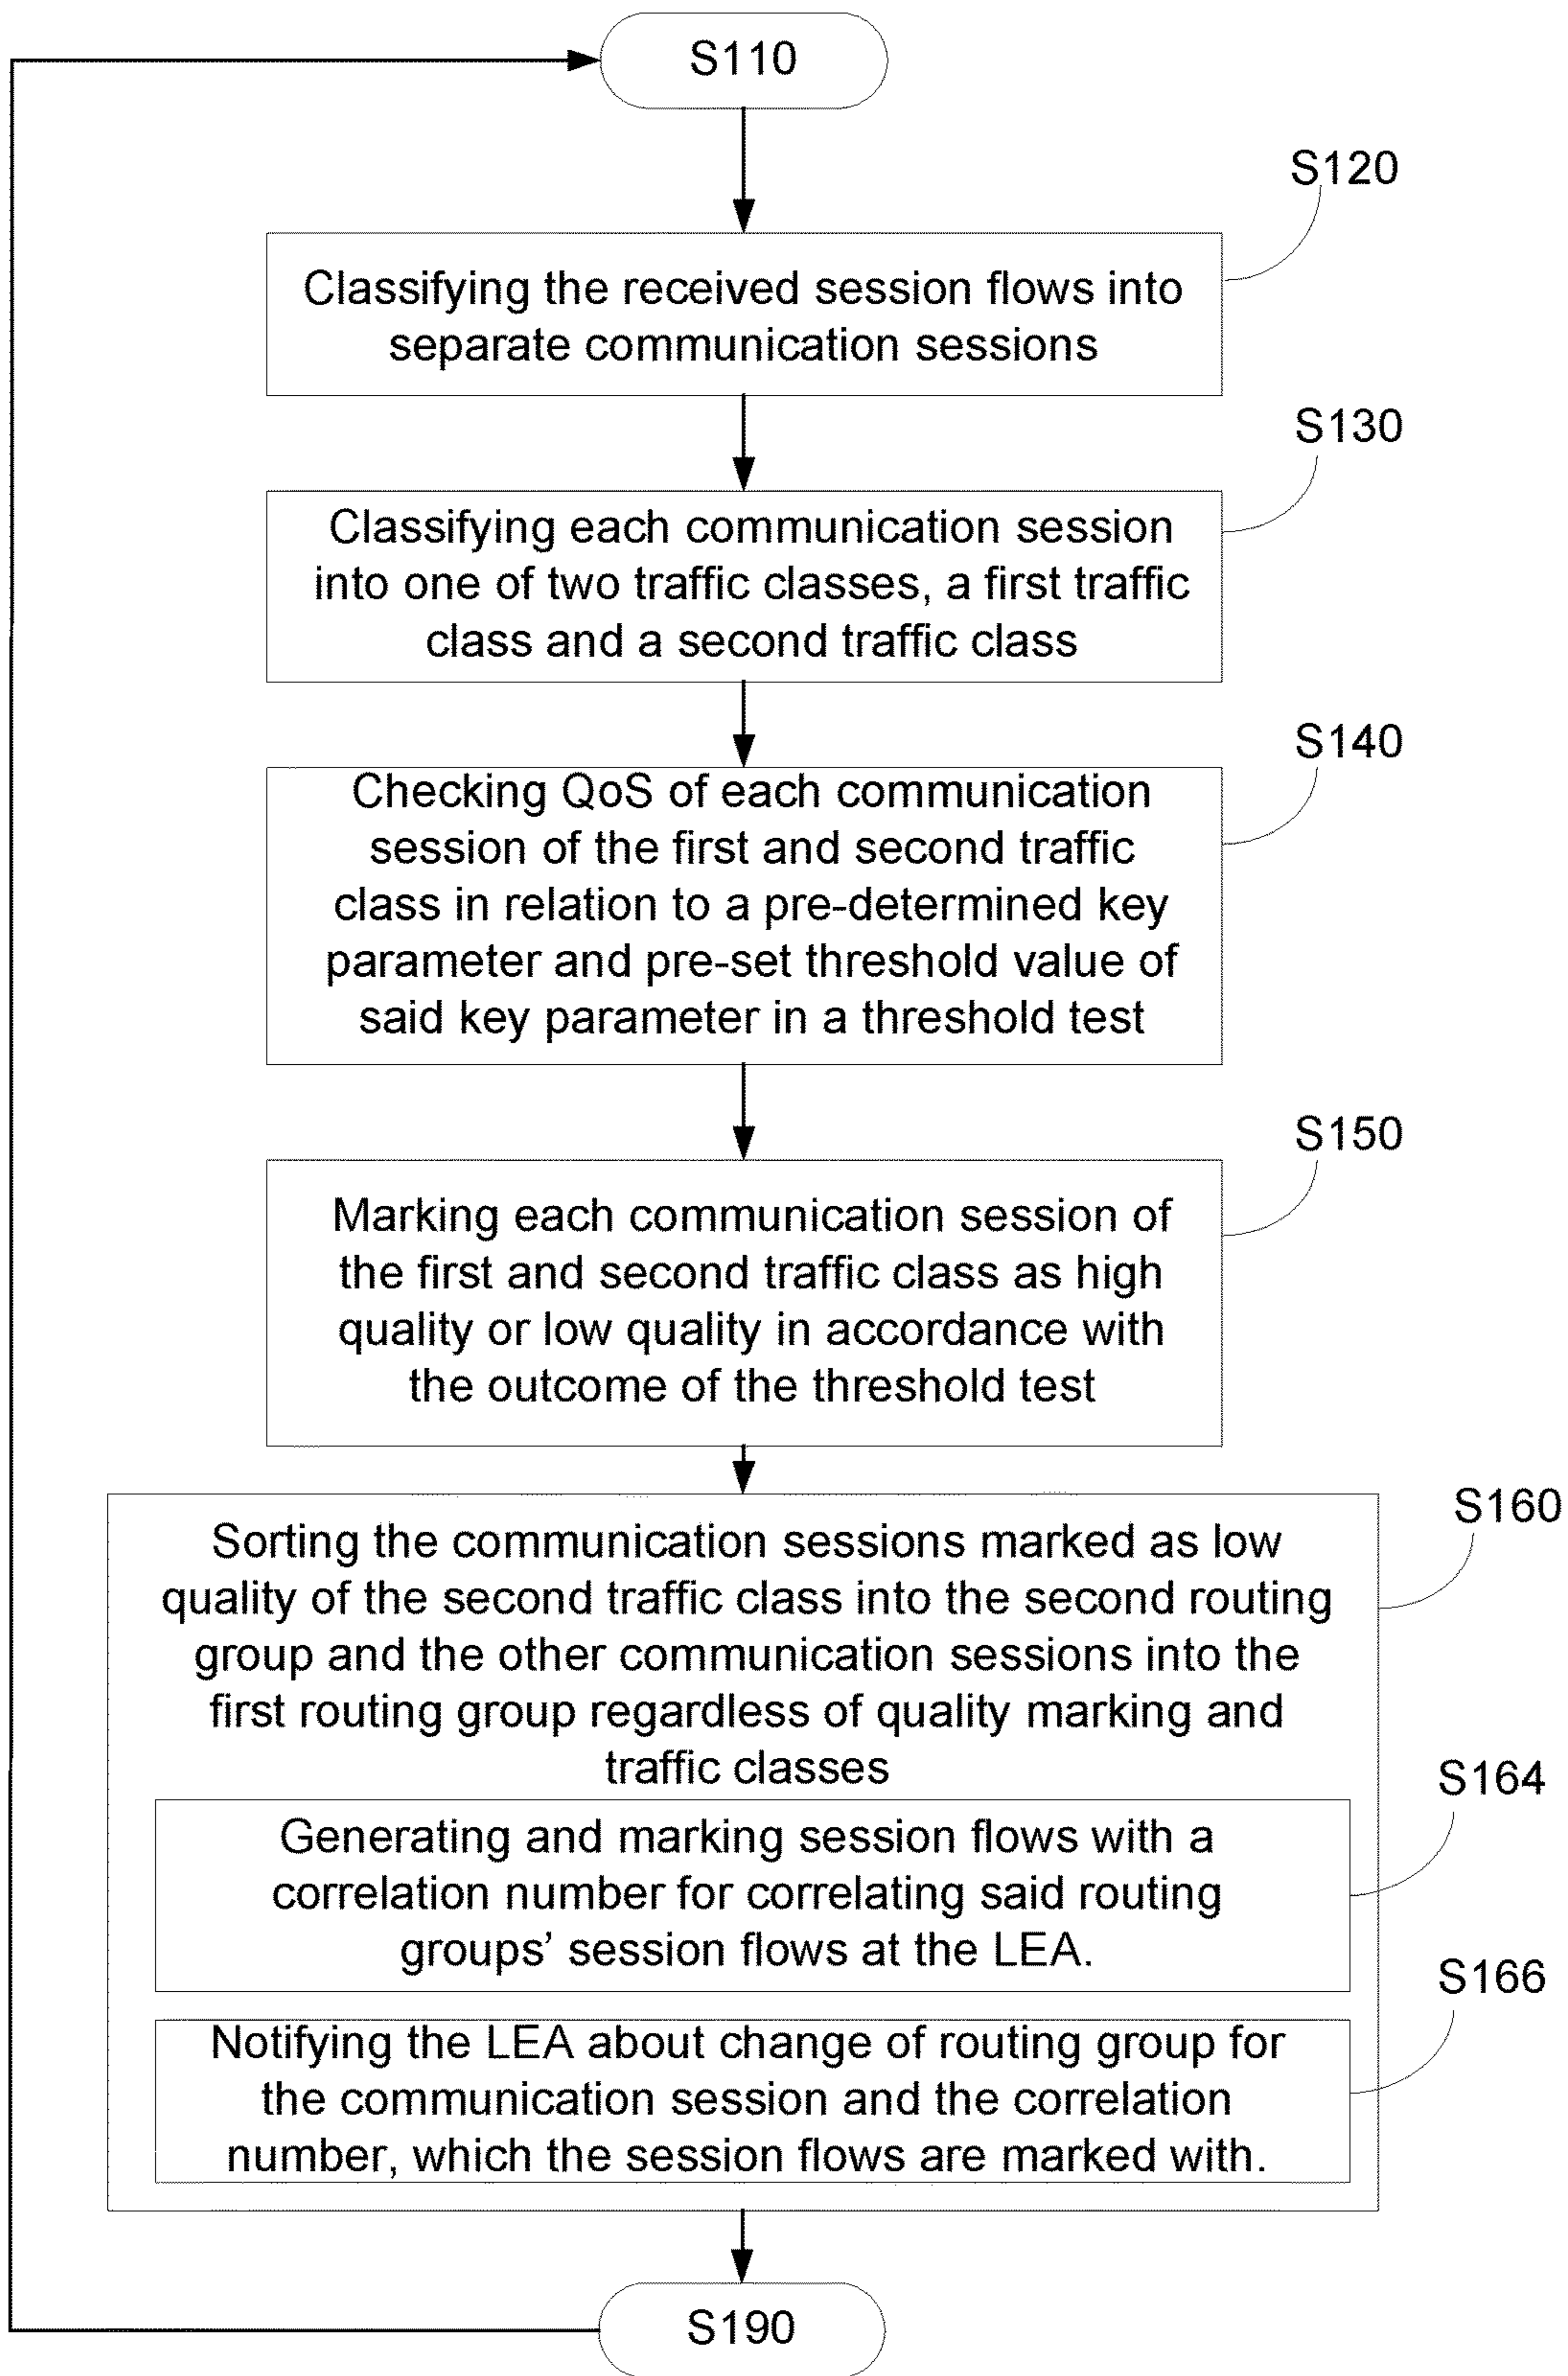 S110
S120
Classifying the received session flows into
separate communication sessions
S130
Classifying each communication session
into one of two traffic classes, a first traffic
class and a second traffic class
S140
Checking QoS of each communication
session of the first and second traffic
class in relation to a pre-determined key
parameter and pre-set threshold value of
said key parameter in a threshold test
S150
Marking each communication session of
the first and second traffic class as high
quality or low quality in accordance with
the outcome of the threshold test
S160
Sorting the communication sessions marked as low
quality of the second traffic class into the second routing
group and the other communication sessions into the
first routing group regardless of quality marking and
traffic classes
S164
Generating and marking session flows with a
correlation number for correlating said routing
groups’ session flows at the LEA.
S166
Notifying the LEA about change of routing group for
the communication session and the correlation
number, which the session flows are marked with.
S190